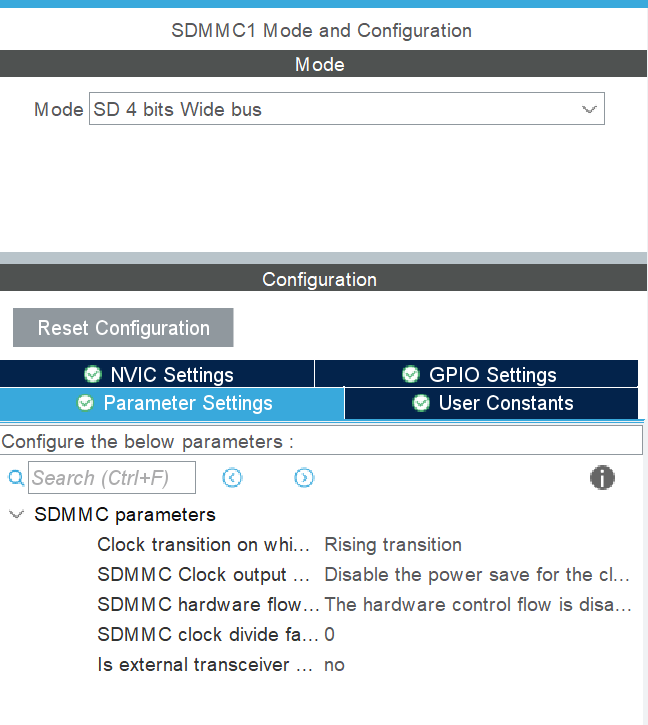 SDMMC1 Mode and Configuration
Mode
Mode SD 4 bits Wide bus
Configuration
Reset Configuration
NVIC Settings GPIO Settings
Parameter Settings User Constants
Configure the below parameters :
Search (Ctrl+F)
SDMMC parameters
Clock transition on whi... Rising transition
SDMMC Clock output ... Disable the power save for the cl...
SDMMC hardware flow... The hardware control flow is disa...
SDMMC clock divide fa... 0
Is external transceiver ... no